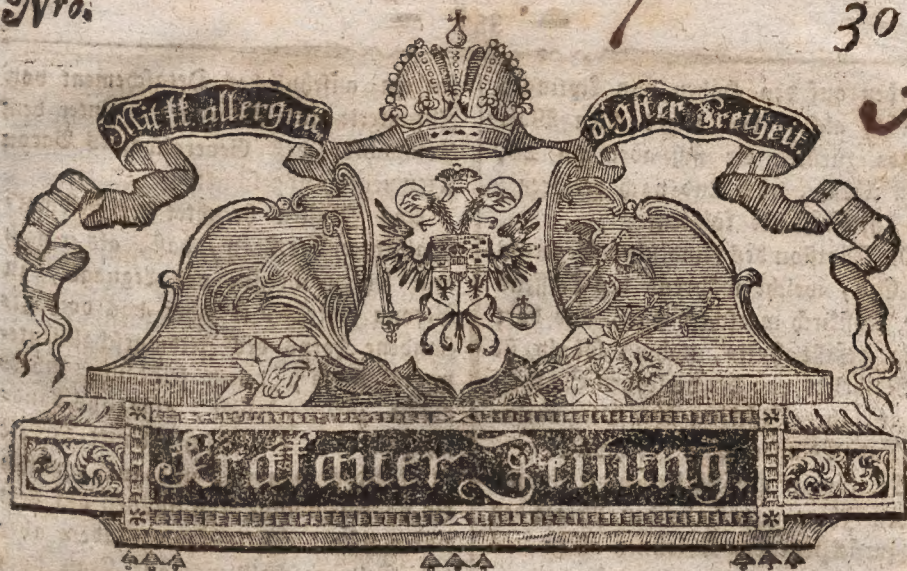 Nro.
30
Mit k. k. allergnä
digster Freiheit
Krakauer Zeitung.